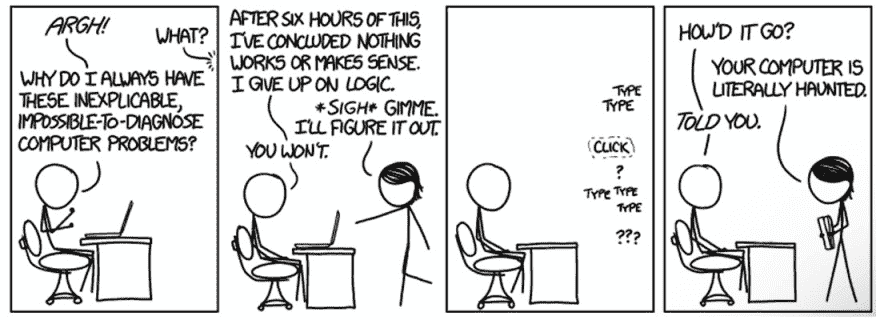 ARGH!
WHAT?
WHY DO I ALWAYS HAVE
THESE INEXPLICABLE,
IMPOSSIBLE-TO-DIAGNOSE
COMPUTER PROBLEMS?
AFTER SIX HOURS OF THIS,
I'VE CONCLUDED NOTHING
WORKS OR MAKES SENSE.
I GIVE UP ON LOGIC.
*SIGH* GIMME.
I'LL FIGURE IT OUT.
YOU WON'T.
TYPE
TYPE
CLICK
?
TYPE TYPE
TYPE
???
HOW'D IT GO?
YOUR COMPUTER IS
LITERALLY HAUNTED.
TOLD YOU.